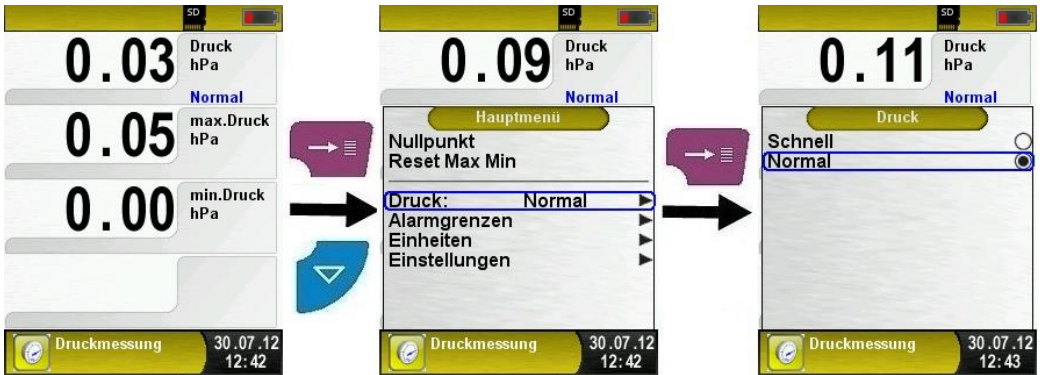 SD
0.03 Druck
hPa
Normal
0.05 max.Druck
hPa
0.00 min.Druck
hPa
Druckmessung 30.07.12
12:42
SD
0.09 Druck
hPa
Normal
Hauptmenü
Nullpunkt
Reset Max Min
Druck: Normal
Alarmgrenzen
Einheiten
Einstellungen
Druckmessung 30.07.12
12:42
SD
0.11 Druck
hPa
Normal
Druck
Schnell
Normal
Druckmessung 30.07.12
12:43